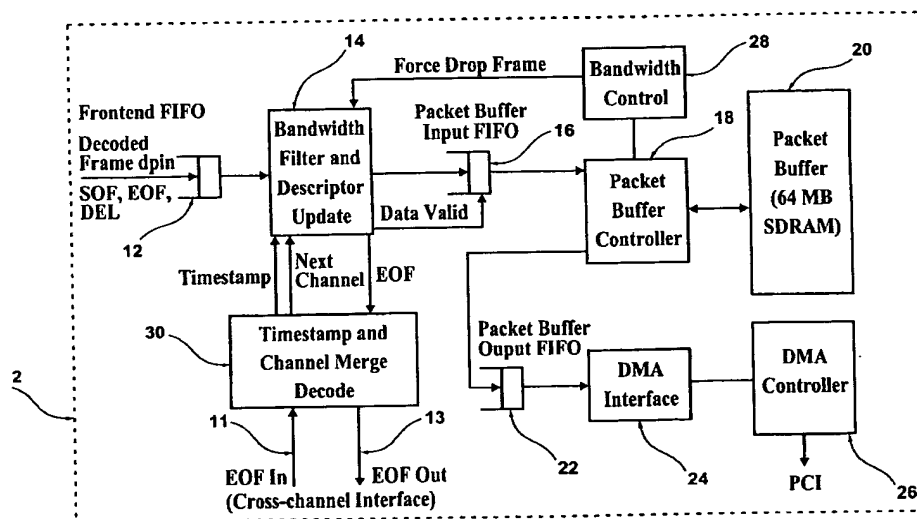 14
Force Drop Frame
Bandwidth
Control
28
20
Frontend FIFO
Decoded
Frame dpin
SOF, EOF,
DEL
12
Bandwidth
Filter and
Descriptor
Update
Packet Buffer
Input FIFO
16
Data Valid
18
Packet
Buffer
Controller
Packet
Buffer
(64 MB
SDRAM)
Timestamp
Next
Channel
EOF
30
Timestamp and
Channel Merge
Decode
Packet Buffer
Ouput FIFO
22
DMA
Interface
24
DMA
Controller
26
PCI
2
11
13
EOF In
EOF Out
(Cross-channel Interface)